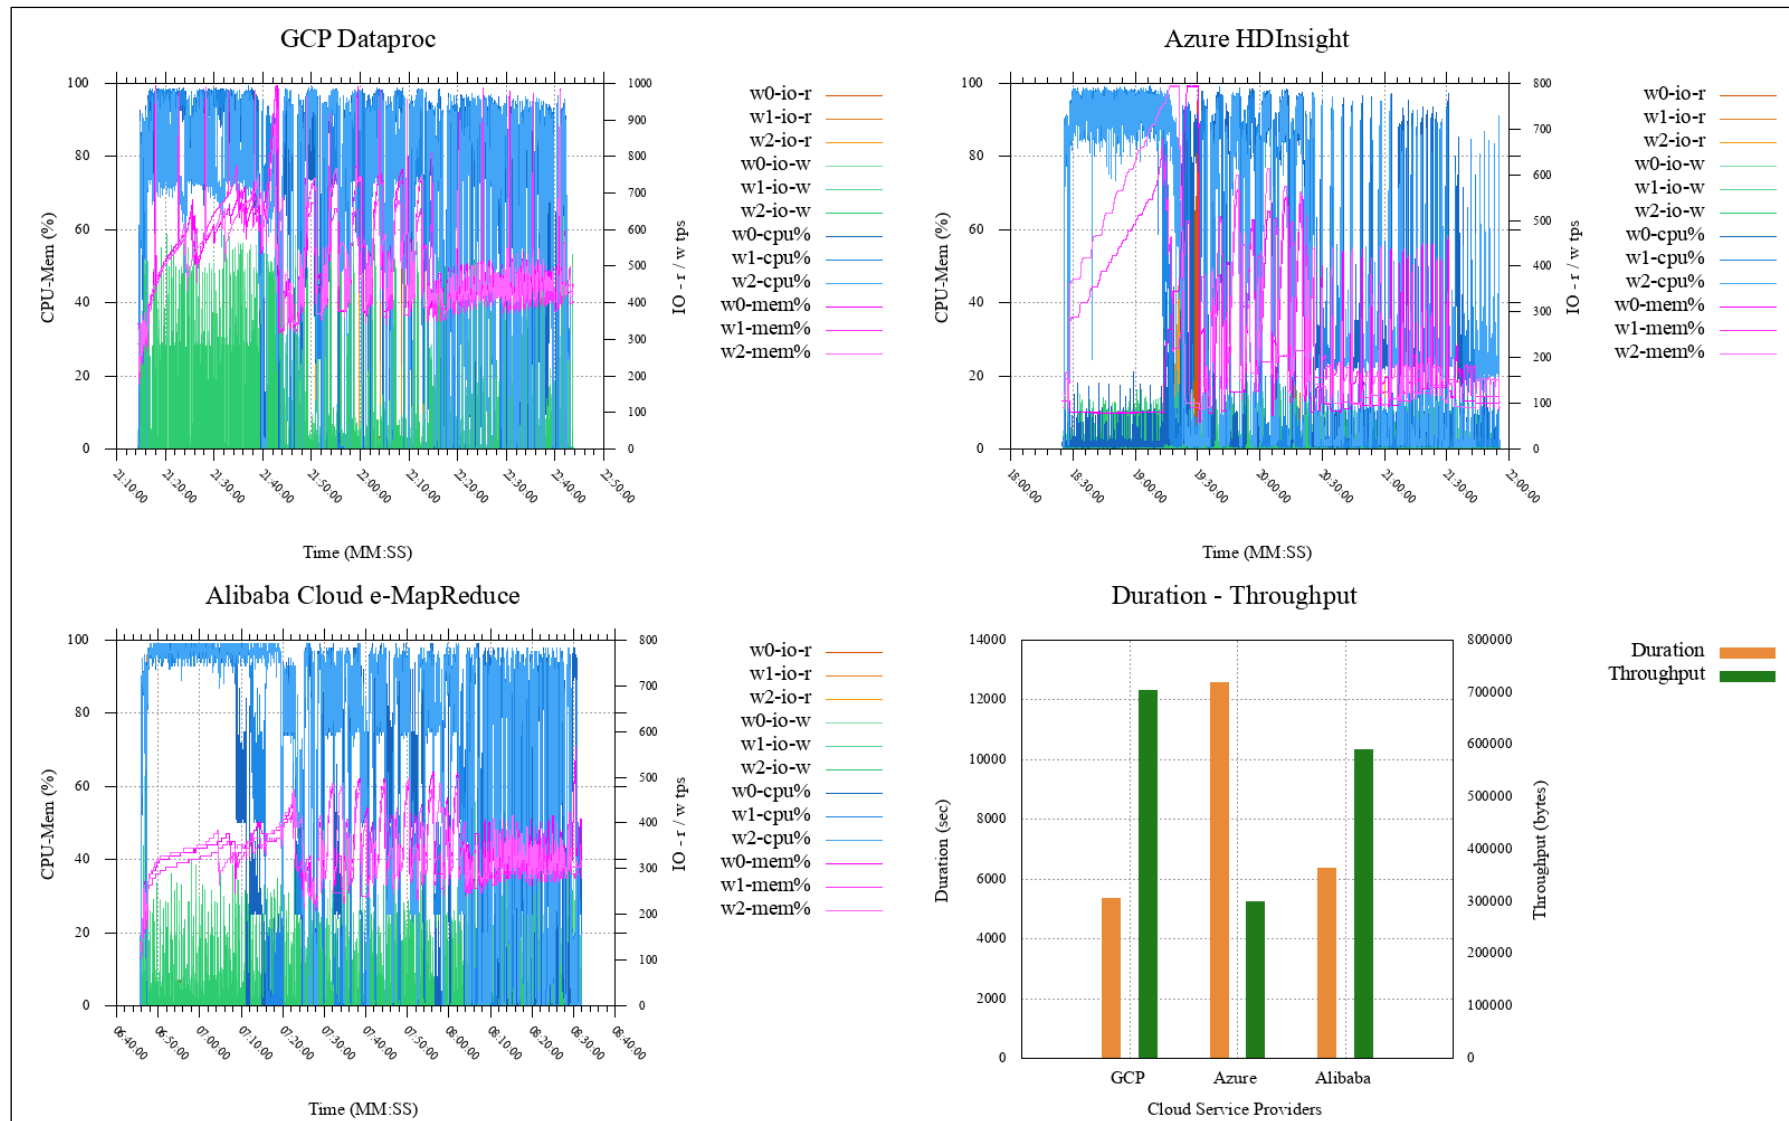 GCP Dataproc
100
80
60
40
20
0
CPU-Mem (%)
1000
900
800
700
600
500
400
300
200
100
0
IO - r / w tps
21:10:00
21:20:00
21:30:00
21:40:00
21:50:00
22:00:00
22:10:00
22:20:00
22:30:00
22:40:00
22:50:00
Time (MM:SS)
w0-io-r
w1-io-r
w2-io-r
w0-io-w
w1-io-w
w2-io-w
w0-cpu%
w1-cpu%
w2-cpu%
w0-mem%
w1-mem%
w2-mem%
Azure HDInsight
100
80
60
40
20
0
CPU-Mem (%)
800
700
600
500
400
300
200
100
0
IO - r / w tps
18:00:00
18:30:00
19:00:00
19:30:00
20:00:00
20:30:00
21:00:00
21:30:00
22:00:00
Time (MM:SS)
w0-io-r
w1-io-r
w2-io-r
w0-io-w
w1-io-w
w2-io-w
w0-cpu%
w1-cpu%
w2-cpu%
w0-mem%
w1-mem%
w2-mem%
Alibaba Cloud e-MapReduce
100
80
60
40
20
0
CPU-Mem (%)
800
700
600
500
400
300
200
100
0
IO - r / w tps
06:40:00
06:50:00
07:00:00
07:10:00
07:20:00
07:30:00
07:40:00
07:50:00
08:00:00
08:10:00
08:20:00
08:30:00
08:40:00
Time (MM:SS)
w0-io-r
w1-io-r
w2-io-r
w0-io-w
w1-io-w
w2-io-w
w0-cpu%
w1-cpu%
w2-cpu%
w0-mem%
w1-mem%
w2-mem%
Duration - Throughput
14000
12000
10000
8000
6000
4000
2000
0
Duration (sec)
800000
700000
600000
500000
400000
300000
200000
100000
0
Throughput (bytes)
GCP
Azure
Alibaba
Cloud Service Providers
Duration
Throughput